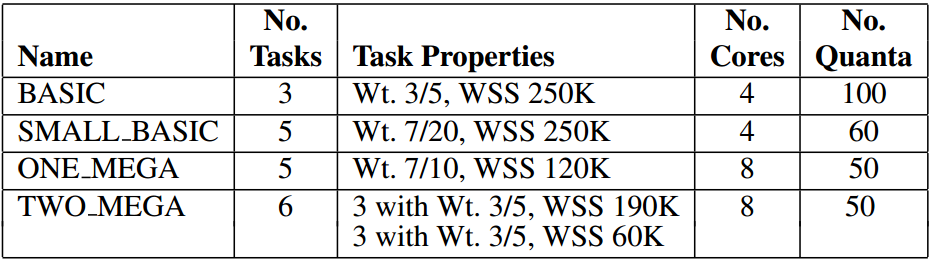 Name No. Tasks Task Properties No. Cores No. Quanta
BASIC 3 Wt. 3/5, WSS 250K 4 100
SMALL_BASIC 5 Wt. 7/20, WSS 250K 4 60
ONE_MEGA 5 Wt. 7/10, WSS 120K 8 50
TWO_MEGA 6 3 with Wt. 3/5, WSS 190K 8 50
3 with Wt. 3/5, WSS 60K